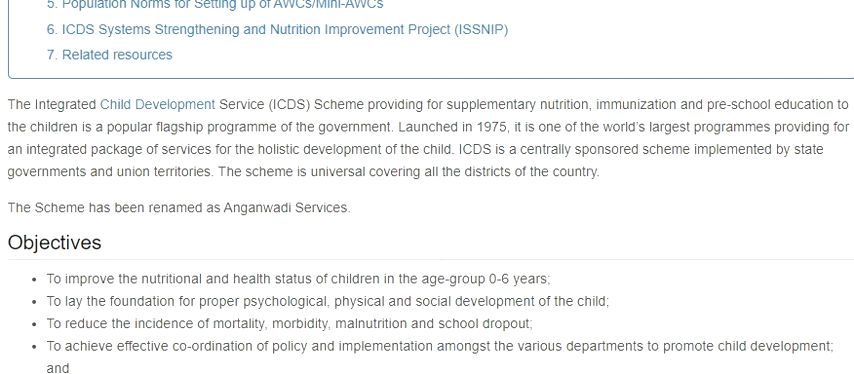 5. Population Norms for Setting up of AWCs/Mini-AWCs
6. ICDS Systems Strengthening and Nutrition Improvement Project (ISSNIP)
7. Related resources
The Integrated Child Development Service (ICDS) Scheme providing for supplementary nutrition, immunization and pre-school education to
the children is a popular flagship programme of the government. Launched in 1975, it is one of the world's largest programmes providing for
an integrated package of services for the holistic development of the child. ICDS is a centrally sponsored scheme implemented by state
governments and union territories. The scheme is universal covering all the districts of the country.
The Scheme has been renamed as Anganwadi Services.
Objectives
• To improve the nutritional and health status of children in the age-group 0-6 years;
• To lay the foundation for proper psychological, physical and social development of the child;
• To reduce the incidence of mortality, morbidity, malnutrition and school dropout;
• To achieve effective co-ordination of policy and implementation amongst the various departments to promote child development;
and